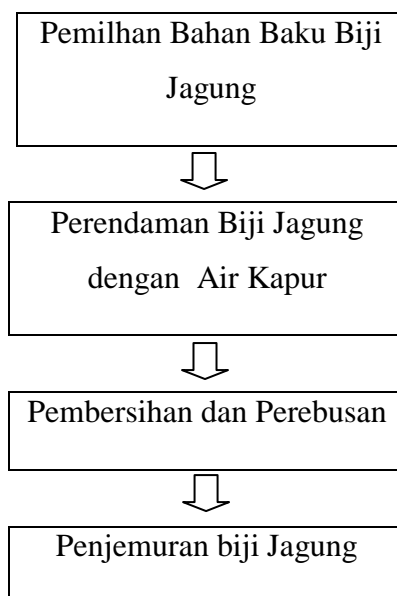 Pemilhan Bahan Baku Biji
Jagung
Perendaman Biji Jagung
dengan Air Kapur
Pembersihan dan Perebusan
Penjemuran biji Jagung